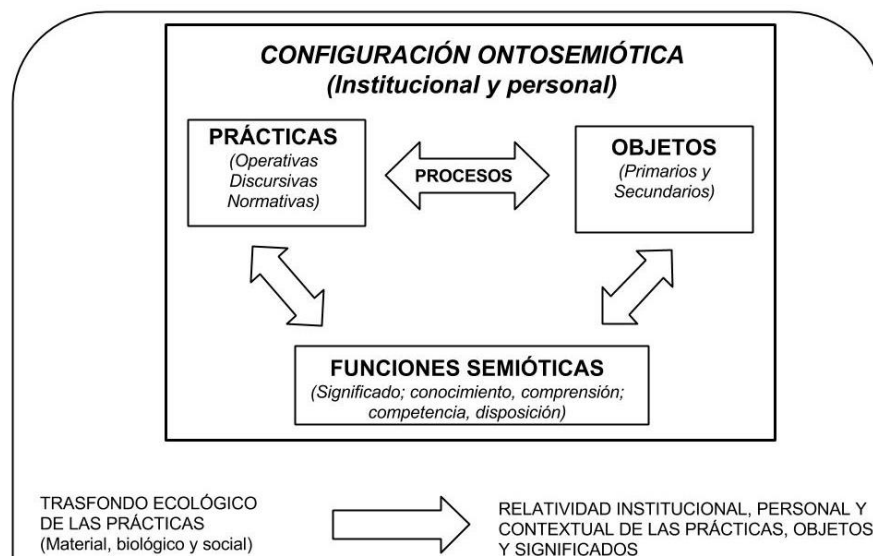 CONFIGURACIÓN ONTOSEMIÓTICA
(Institucional y personal)
PRÁCTICAS
(Operativas
Discursivas
Normativas)
PROCESOS
OBJETOS
(Primarios y
Secundarios)
FUNCIONES SEMIÓTICAS
(Significado; conocimiento, comprensión;
competencia, disposición)
TRASFONDO ECOLÓGICO
DE LAS PRÁCTICAS
(Material, biológico y social)
RELATIVIDAD INSTITUCIONAL, PERSONAL Y
CONTEXTUAL DE LAS PRÁCTICAS, OBJETOS
Y SIGNIFICADOS